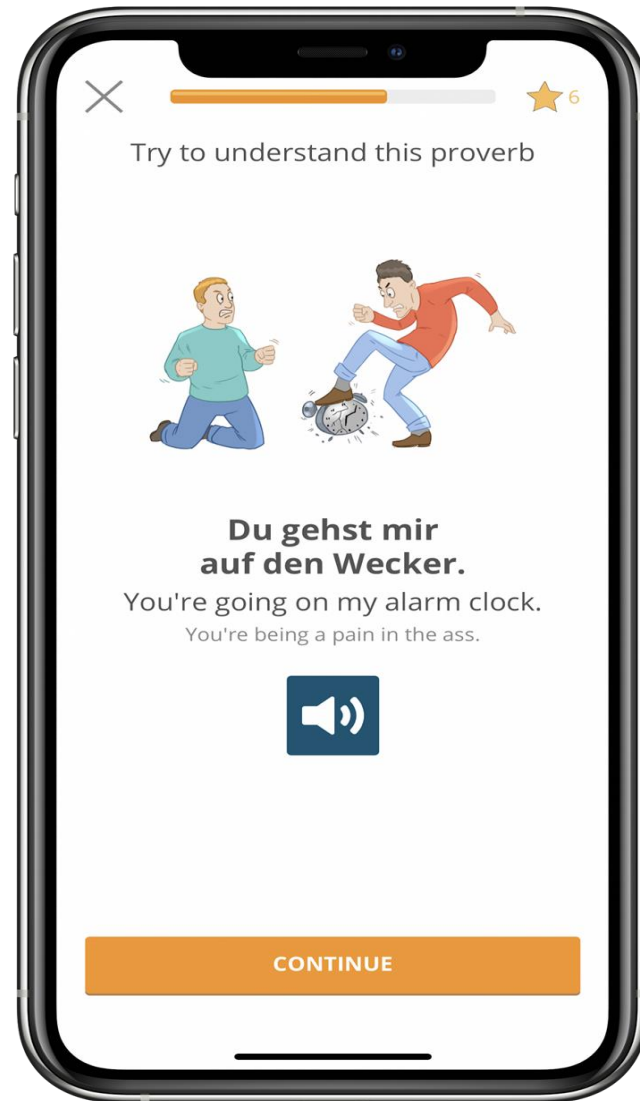 6
Try to understand this proverb
Du gehst mir
auf den Wecker.
You're going on my alarm clock.
You're being a pain in the ass.
CONTINUE